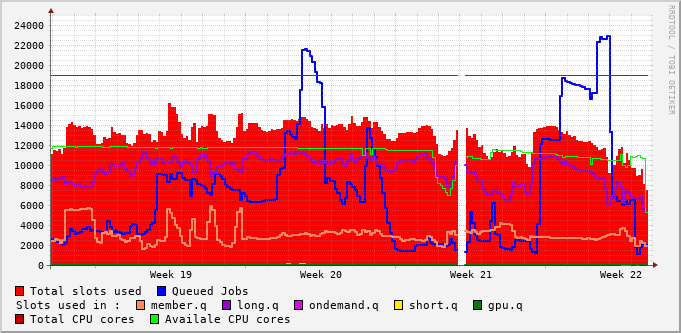 24000
22000
20000
18000
16000
14000
12000
10000
8000
6000
4000
2000
0
Week 19 Week 20 Week 21 Week 22
Total slots used Queued Jobs
Slots used in : member.q long.q ondemand.q short.q gpu.q
Total CPU cores Availale CPU cores
RRDTOOL / TOBI OETIKER